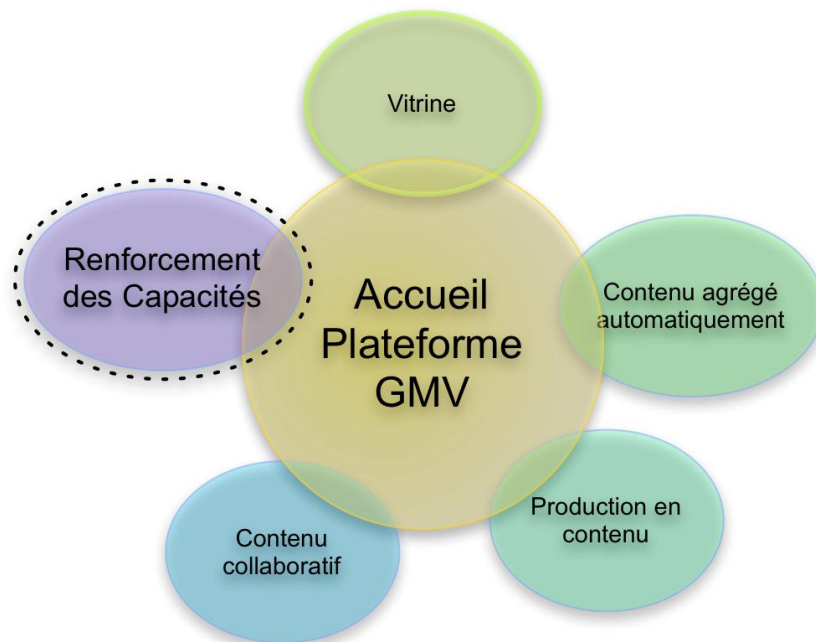 Vitrine
Renforcement
des Capacités
Accueil
Plateforme
GMV
Contenu agrégé
automatiquement
Production en
contenu
Contenu
collaboratif